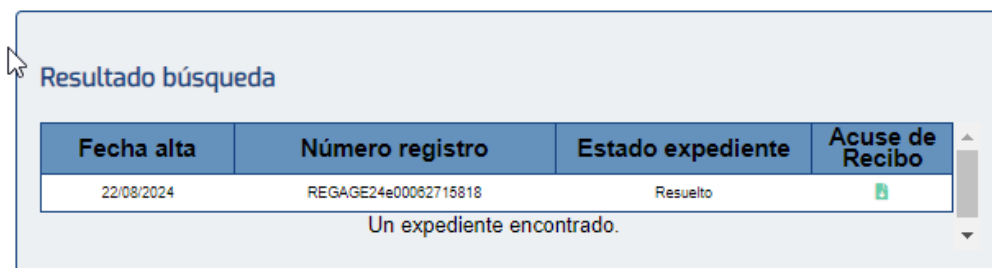 Resultado búsqueda
Fecha alta Número registro Estado expediente Acuse de Recibo
22/08/2024 REGAGE24e00062715818 Resuelto
Un expediente encontrado.